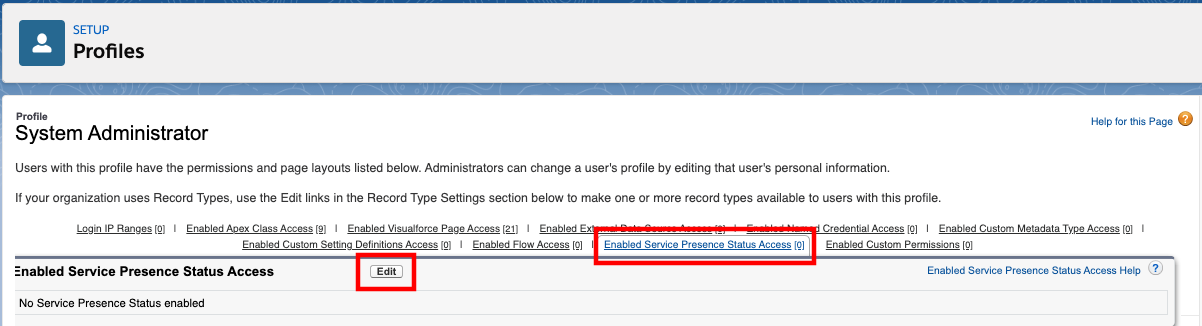 SETUP
Profiles
Profile
System Administrator
Help for this Page ?
Users with this profile have the permissions and page layouts listed below. Administrators can change a user's profile by editing that user's personal information.
If your organization uses Record Types, use the Edit links in the Record Type Settings section below to make one or more record types available to users with this profile.
Login IP Ranges [0] | Enabled Apex Class Access [9] | Enabled Visualforce Page Access [21] | Enabled External Data Source Access [0] | Enabled Named Credential Access [0] | Enabled Custom Metadata Type Access [0] |
Enabled Custom Setting Definitions Access [0] | Enabled Flow Access [0] | Enabled Service Presence Status Access [0] | Enabled Custom Permissions [0]
Enabled Service Presence Status Access Edit Enabled Service Presence Status Access Help ?
No Service Presence Status enabled